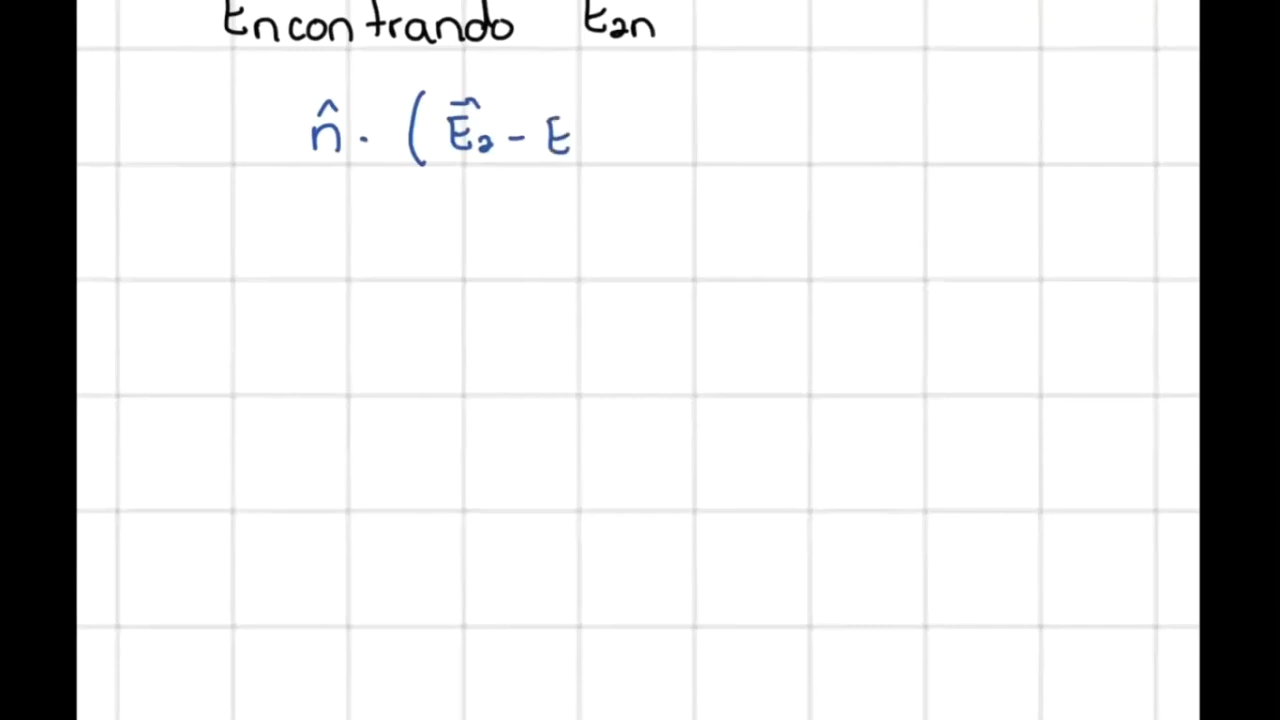 Encontrando E₂n
n̂ · ( E⃗₂ - E